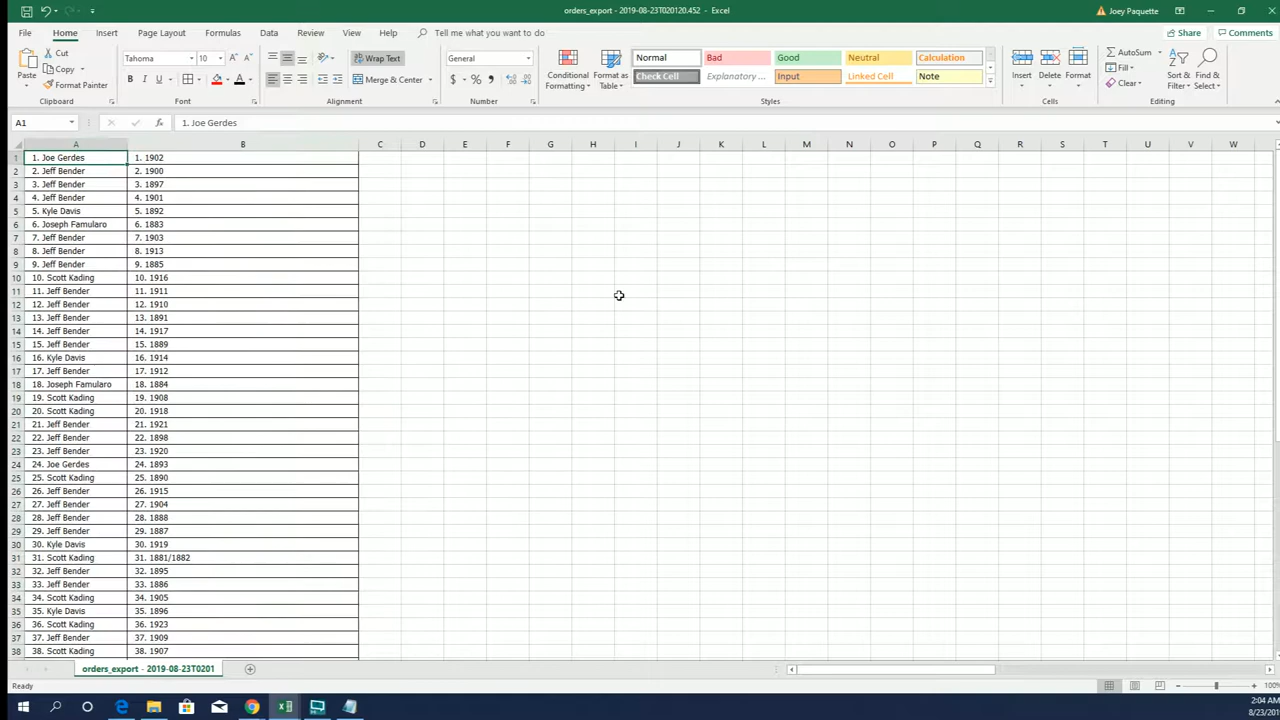 orders_export - 2019-08-23T020120.452 - Excel
Joey Paquette
File Home Insert Page Layout Formulas Data Review View Help Tell me what you want to do Share Comments
Paste Cut Copy Format Painter Clipboard
Tahoma 10 A A B I U A Font
ab Wrap Text Merge & Center Alignment
General $ % , Number
Conditional Formatting Format as Table
Normal Bad Good Neutral Calculation
Check Cell Explanatory ... Input Linked Cell Note
Styles
Insert Delete Format Cells
AutoSum Fill Clear Sort & Filter Find & Select Editing
A1 fx 1. Joe Gerdes
A B C D E F G H I J K L M N O P Q R S T U V W
1 1. Joe Gerdes 1. 1902
2 2. Jeff Bender 2. 1900
3 3. Jeff Bender 3. 1897
4 4. Jeff Bender 4. 1901
5 5. Kyle Davis 5. 1892
6 6. Joseph Famularo 6. 1883
7 7. Jeff Bender 7. 1903
8 8. Jeff Bender 8. 1913
9 9. Jeff Bender 9. 1885
10 10. Scott Kading 10. 1916
11 11. Jeff Bender 11. 1911
12 12. Jeff Bender 12. 1910
13 13. Jeff Bender 13. 1891
14 14. Jeff Bender 14. 1917
15 15. Jeff Bender 15. 1889
16 16. Kyle Davis 16. 1914
17 17. Jeff Bender 17. 1912
18 18. Joseph Famularo 18. 1884
19 19. Scott Kading 19. 1908
20 20. Scott Kading 20. 1918
21 21. Jeff Bender 21. 1921
22 22. Jeff Bender 22. 1898
23 23. Jeff Bender 23. 1920
24 24. Joe Gerdes 24. 1893
25 25. Scott Kading 25. 1890
26 26. Jeff Bender 26. 1915
27 27. Jeff Bender 27. 1904
28 28. Jeff Bender 28. 1888
29 29. Jeff Bender 29. 1887
30 30. Kyle Davis 30. 1919
31 31. Scott Kading 31. 1881/1882
32 32. Jeff Bender 32. 1895
33 33. Jeff Bender 33. 1886
34 34. Scott Kading 34. 1905
35 35. Kyle Davis 35. 1896
36 36. Scott Kading 36. 1923
37 37. Jeff Bender 37. 1909
38 38. Scott Kading 38. 1907
orders_export - 2019-08-23T0201
Ready 100%
2:04 AM
8/23/20